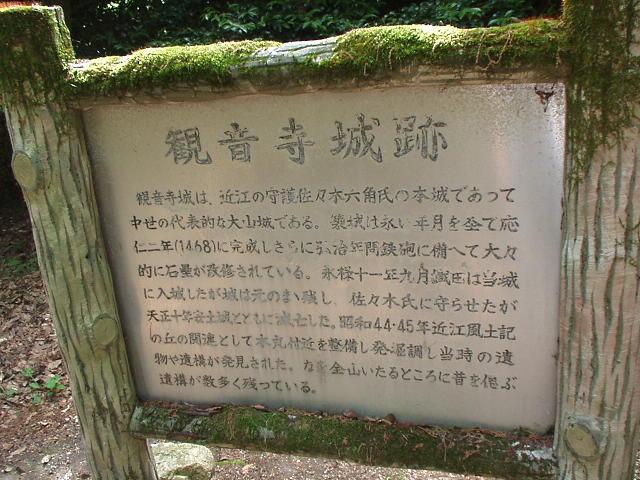 観音寺城跡
観音寺城は、近江の守護佐々木六角氏の本城であって
中世の代表的な大山城である。築城は永い年月を経て応
仁二年(1468)に完成しさらに弘治年間鉄砲に備へて大々
的に石塁が改修されている。永禄十一年九月織田氏は当城
に入城したが城は元のまゝ残し、佐々木氏に守らせたが
天正十年安土城とともに滅亡した。昭和44・45年近江風土記
の丘の関連として本丸付近を整備し発掘調し当時の遺
物や遺構が発見された。なを全山いたるところに昔を偲ぶ
遺構が数多く残っている。